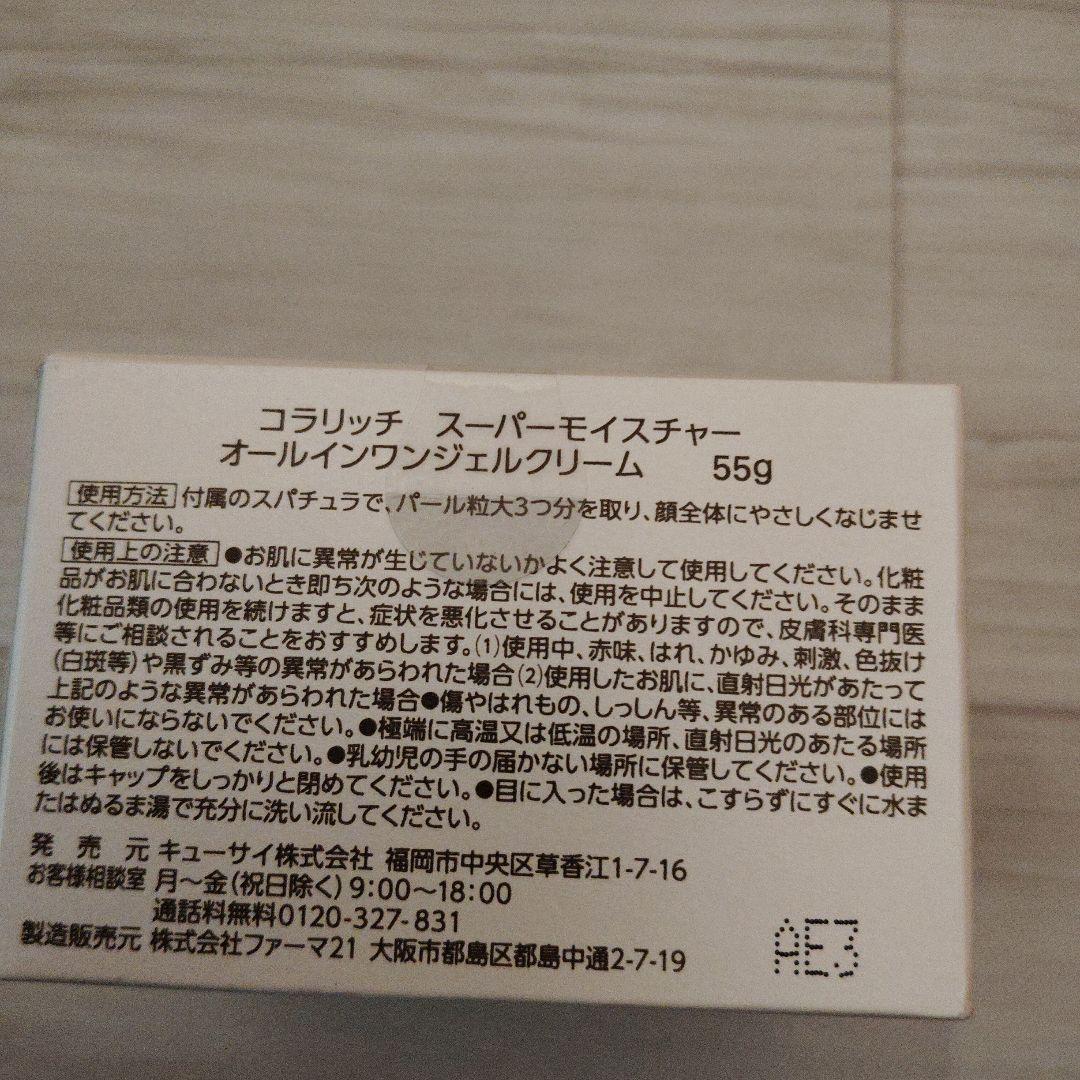 コラリッチ　スーパーモイスチャー
オールインワンジェルクリーム　55g
使用方法 付属のスパチュラで、パール粒大3つ分を取り、顔全体にやさしくなじませ
てください。
使用上の注意 ●お肌に異常が生じていないかよく注意して使用してください。化粧
品がお肌に合わないとき即ち次のような場合には、使用を中止してください。そのまま
化粧品類の使用を続けますと、症状を悪化させることがありますので、皮膚科専門医
等にご相談されることをおすすめします。(1)使用中、赤味、はれ、かゆみ、刺激、色抜け
(白斑等)や黒ずみ等の異常があらわれた場合(2)使用したお肌に、直射日光があたって
上記のような異常があらわれた場合●傷やはれもの、しっしん等、異常のある部位には
お使いにならないでください。●極端に高温又は低温の場所、直射日光のあたる場所
には保管しないでください。●乳幼児の手の届かない場所に保管してください。●使用
後はキャップをしっかりと閉めてください。●目に入った場合は、こすらずにすぐに水ま
たはぬるま湯で充分に洗い流してください。
発売元 キューサイ株式会社 福岡市中央区草香江1-7-16
お客様相談室 月～金(祝日除く)9:00～18:00
通話料無料0120-327-831
製造販売元 株式会社ファーマ21 大阪市都島区都島中通2-7-19
AE3